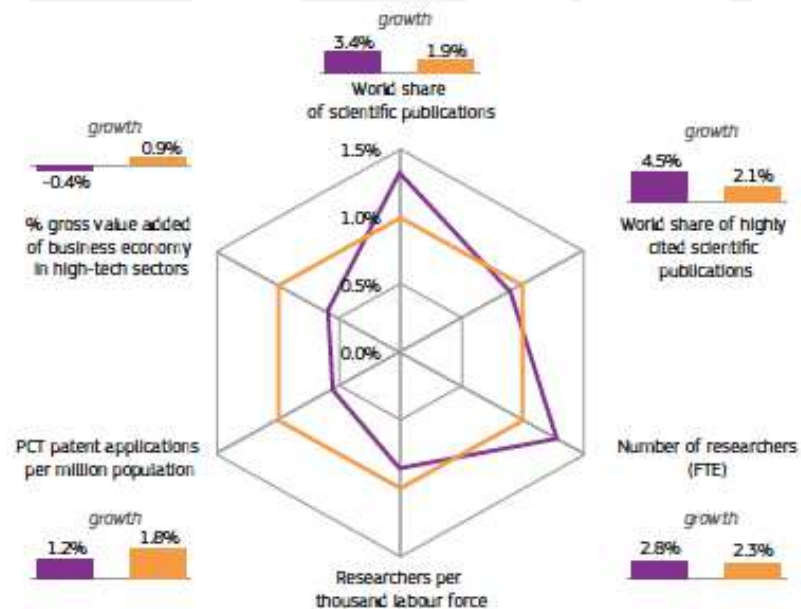 growth
3.4% 1.9%
World share
of scientific publications
growth
0.9%
-0.4%
% gross value added
of business economy
in high-tech sectors
growth
4.5% 2.1%
World share of highly
cited scientific
publications
1.5%
1.0%
0.5%
0.0%
PCT patent applications
per million population
growth
1.2% 1.8%
Number of researchers
(FTE)
growth
2.8% 2.3%
Researchers per
thousand labour force